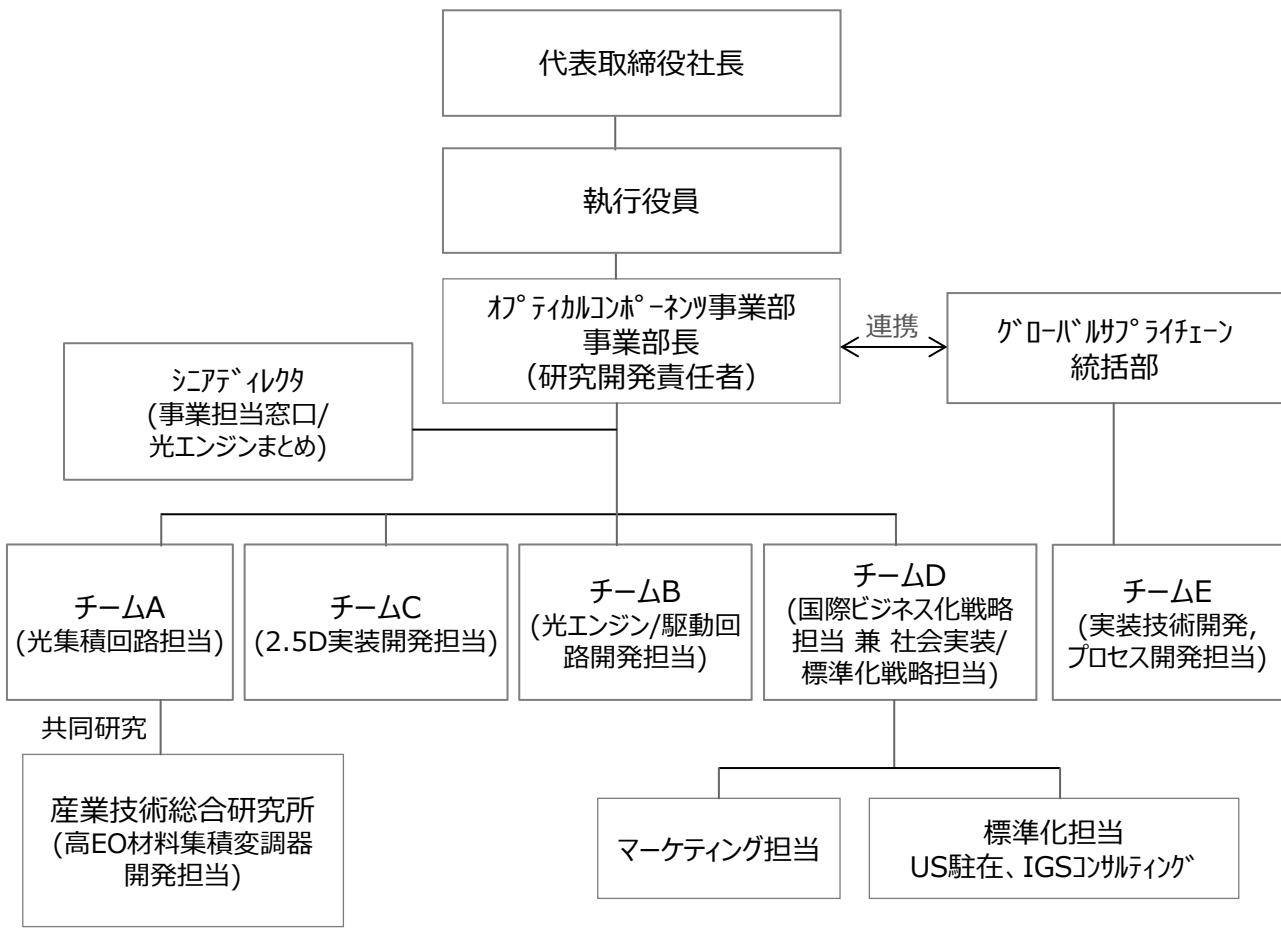 代表取締役社長
執行役員
ｵﾌﾟﾃｨｶﾙｺﾝﾎﾟｰﾈﾝﾂ事業部
事業部長
（研究開発責任者）
連携
ｸﾞﾛｰﾊﾞﾙｻﾌﾟﾗｲﾁｪｰﾝ
統括部
ｼﾆｱﾃﾞｨﾚｸﾀ
(事業担当窓口/
光エンジンまとめ)
チームA
(光集積回路担当)
チームC
(2.5D実装開発担当)
チームB
(光エンジン/駆動回
路開発担当)
チームD
(国際ビジネス化戦略
担当 兼 社会実装/
標準化戦略担当)
チームE
(実装技術開発,
プロセス開発担当)
共同研究
産業技術総合研究所
(高EO材料集積変調器
開発担当)
マーケティング担当
標準化担当
US駐在、IGSｺﾝｻﾙﾃｨﾝｸﾞ